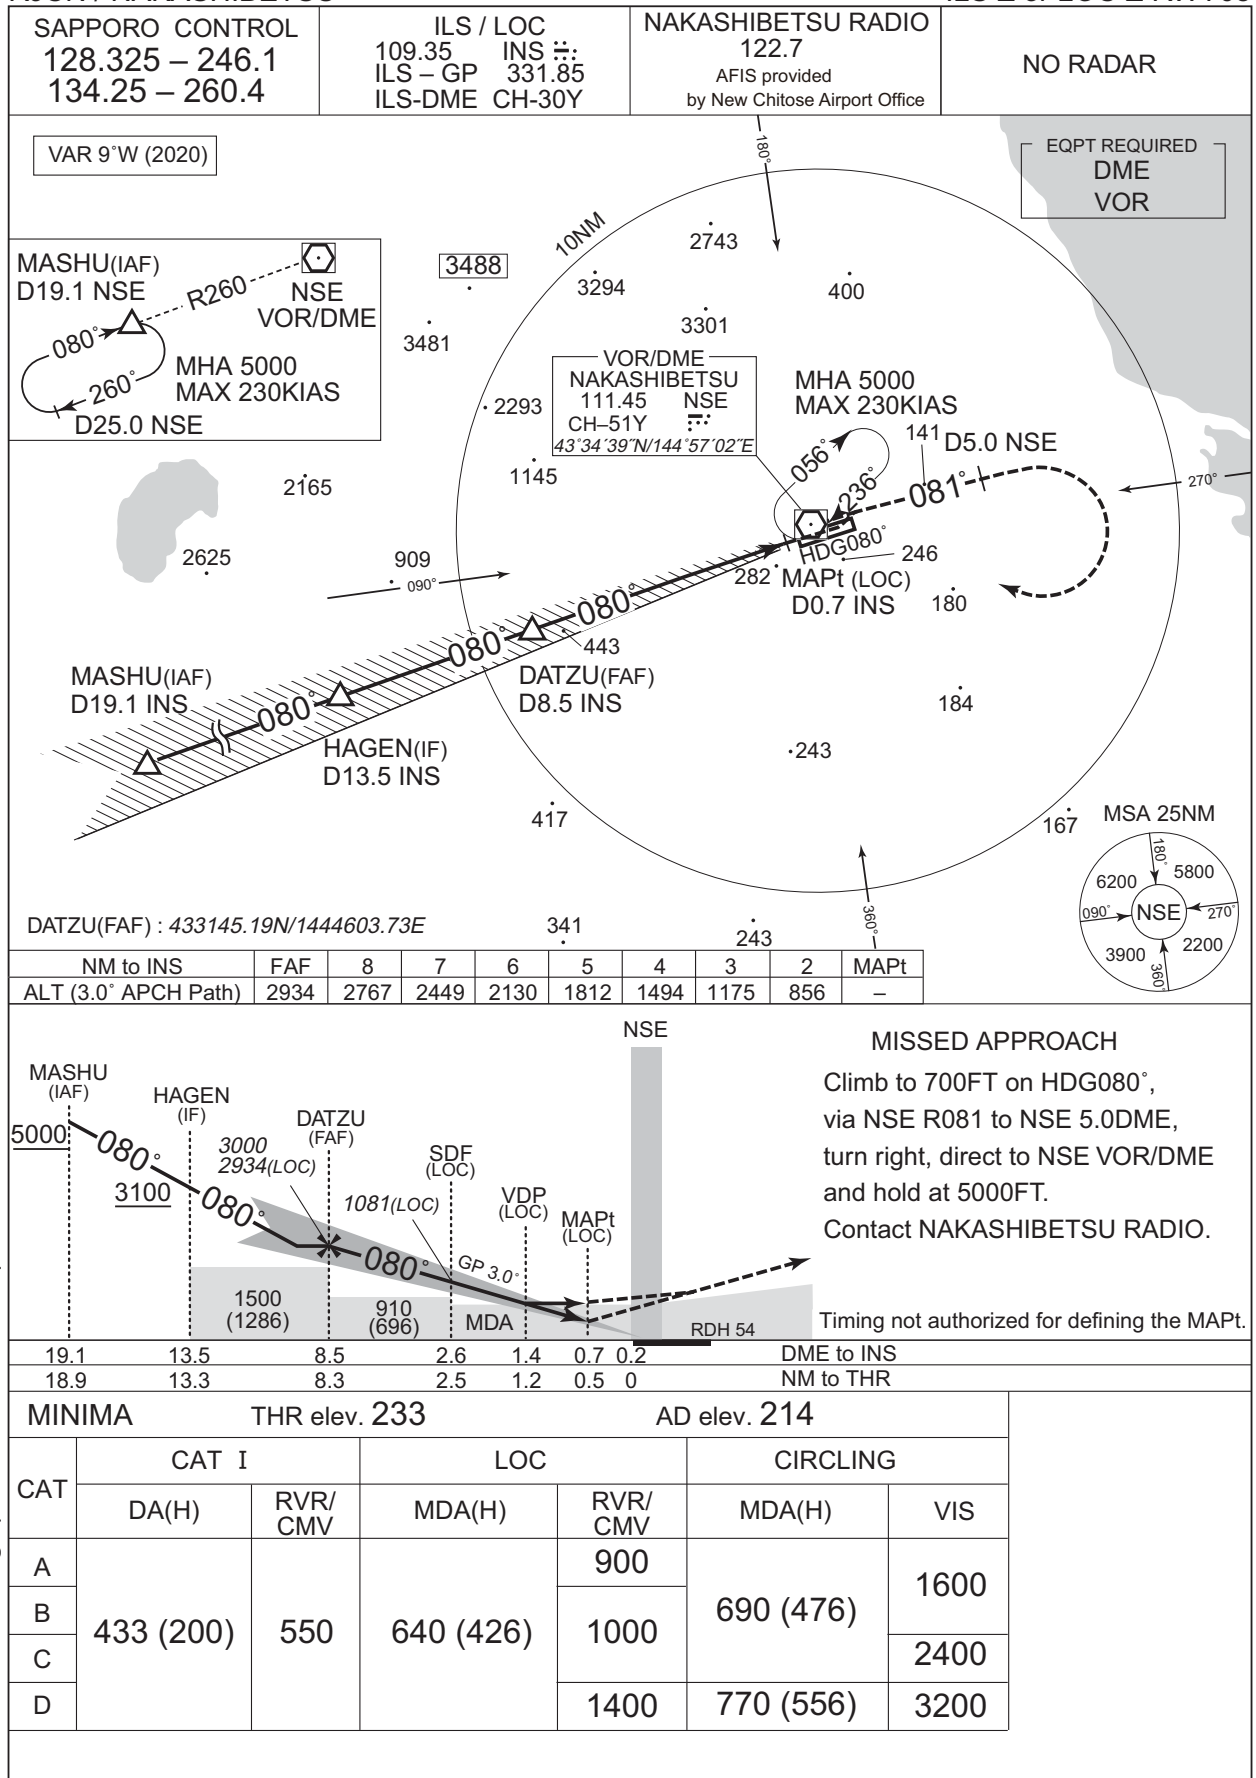 SAPPORO CONTROL
128.325 – 246.1
134.25 – 260.4
ILS / LOC
109.35 INS
ILS – GP 331.85
ILS-DME CH-30Y
NAKASHIBETSU RADIO
122.7
AFIS provided
by New Chitose Airport Office
NO RADAR
VAR 9°W (2020)
EQPT REQUIRED
DME
VOR
180°
10NM
2743
3488
3294
400
3301
3481
MASHU(IAF)
D19.1 NSE
R260
NSE
VOR/DME
080°
260°
MHA 5000
MAX 230KIAS
D25.0 NSE
VOR/DME
NAKASHIBETSU
111.45 NSE
CH–51Y
43°34′39″N/144°57′02″E
MHA 5000
MAX 230KIAS
2293
1145
2165
056°
236°
141
D5.0 NSE
081°
270°
2625
909
090°
HDG080°
246
282
MAPt (LOC)
D0.7 INS
180
080°
443
080°
DATZU(FAF)
D8.5 INS
MASHU(IAF)
D19.1 INS
080°
HAGEN(IF)
D13.5 INS
184
243
417
167
MSA 25NM
180°
6200
5800
090°
NSE
270°
3900
2200
360°
360°
DATZU(FAF) : 433145.19N/1444603.73E
341
243
NM to INS FAF 8 7 6 5 4 3 2 MAPt
ALT (3.0° APCH Path) 2934 2767 2449 2130 1812 1494 1175 856 –
NSE
MASHU
(IAF)
HAGEN
(IF)
DATZU
(FAF)
SDF
(LOC)
VDP
(LOC)
MAPt
(LOC)
5000
080°
3100
080°
3000
2934(LOC)
1081(LOC)
080°
GP 3.0°
1500
(1286)
910
(696)
MDA
RDH 54
MISSED APPROACH
Climb to 700FT on HDG080°,
via NSE R081 to NSE 5.0DME,
turn right, direct to NSE VOR/DME
and hold at 5000FT.
Contact NAKASHIBETSU RADIO.
Timing not authorized for defining the MAPt.
19.1 13.5 8.5 2.6 1.4 0.7 0.2 DME to INS
18.9 13.3 8.3 2.5 1.2 0.5 0 NM to THR
MINIMA THR elev. 233 AD elev. 214
CAT CAT I LOC CIRCLING
DA(H) RVR/CMV MDA(H) RVR/CMV MDA(H) VIS
A 433 (200) 550 640 (426) 900 690 (476) 1600
B 1000
C 2400
D 1400 770 (556) 3200